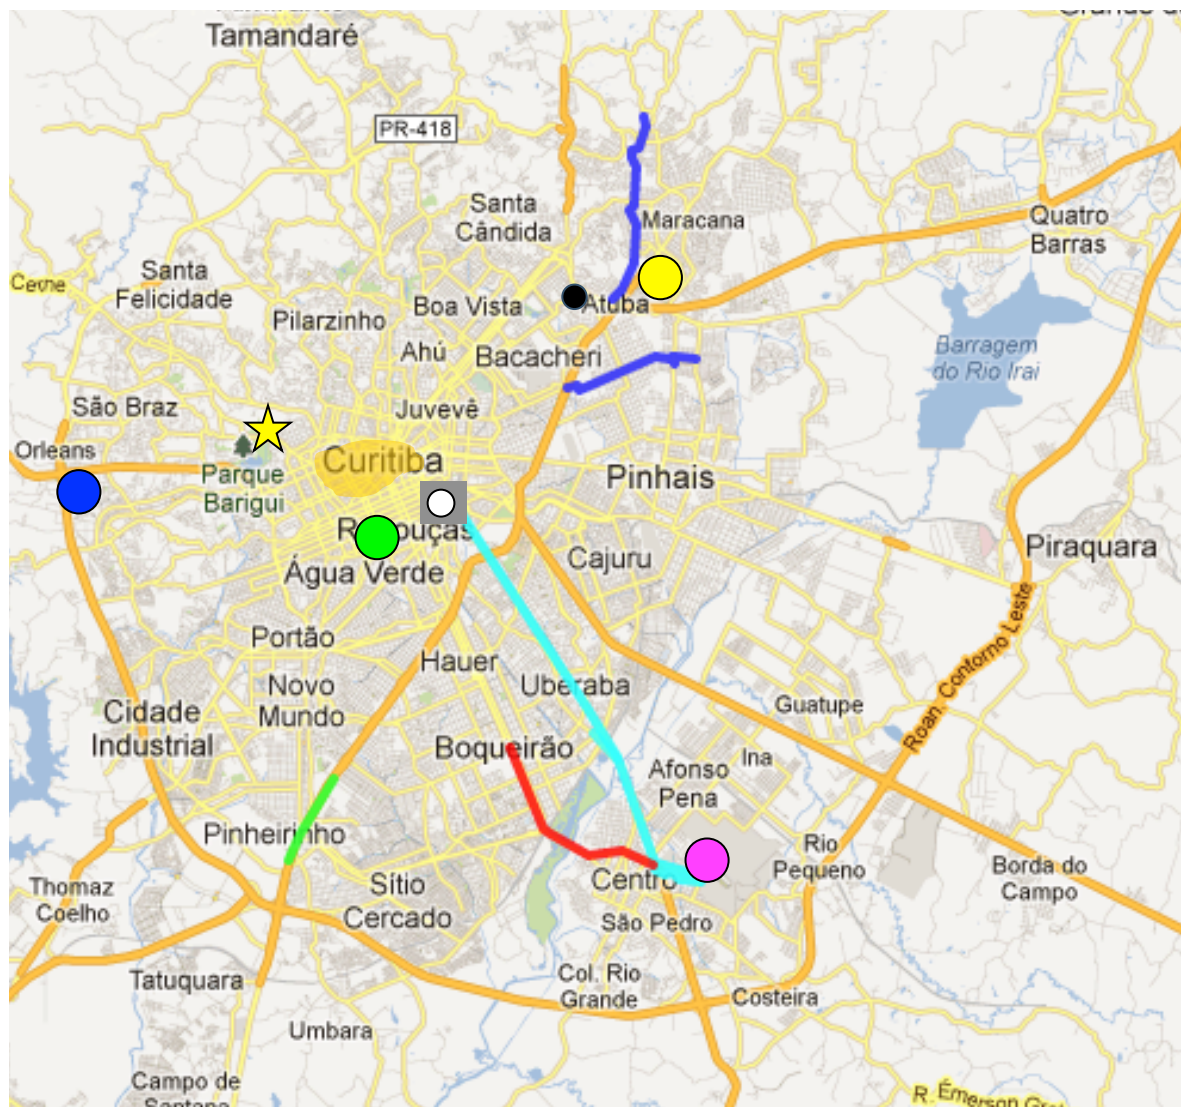 Tamandaré
PR-418
Santa
Cândida
Maracana
Quatro
Barras
Santa
Felicidade
Boa Vista
Atuba
Pilarzinho
Ahú
Bacacheri
Barragem
do Rio Irai
São Braz
Juvevê
Orleans
Curitiba
Parque
Barigui
Pinhais
Água Verde
Cajuru
Piraquara
Portão
Hauer
Uberaba
Roan. Contorno Leste
Novo
Mundo
Guatupe
Cidade
Industrial
Boqueirão
Ina
Afonso
Pena
Pinheirinho
Rio
Pequeno
Borda do
Campo
Thomaz
Coelho
Sítio
Cercado
Centro
São Pedro
Tatuquara
Col. Rio
Grande
Costeira
Umbara
Campo de